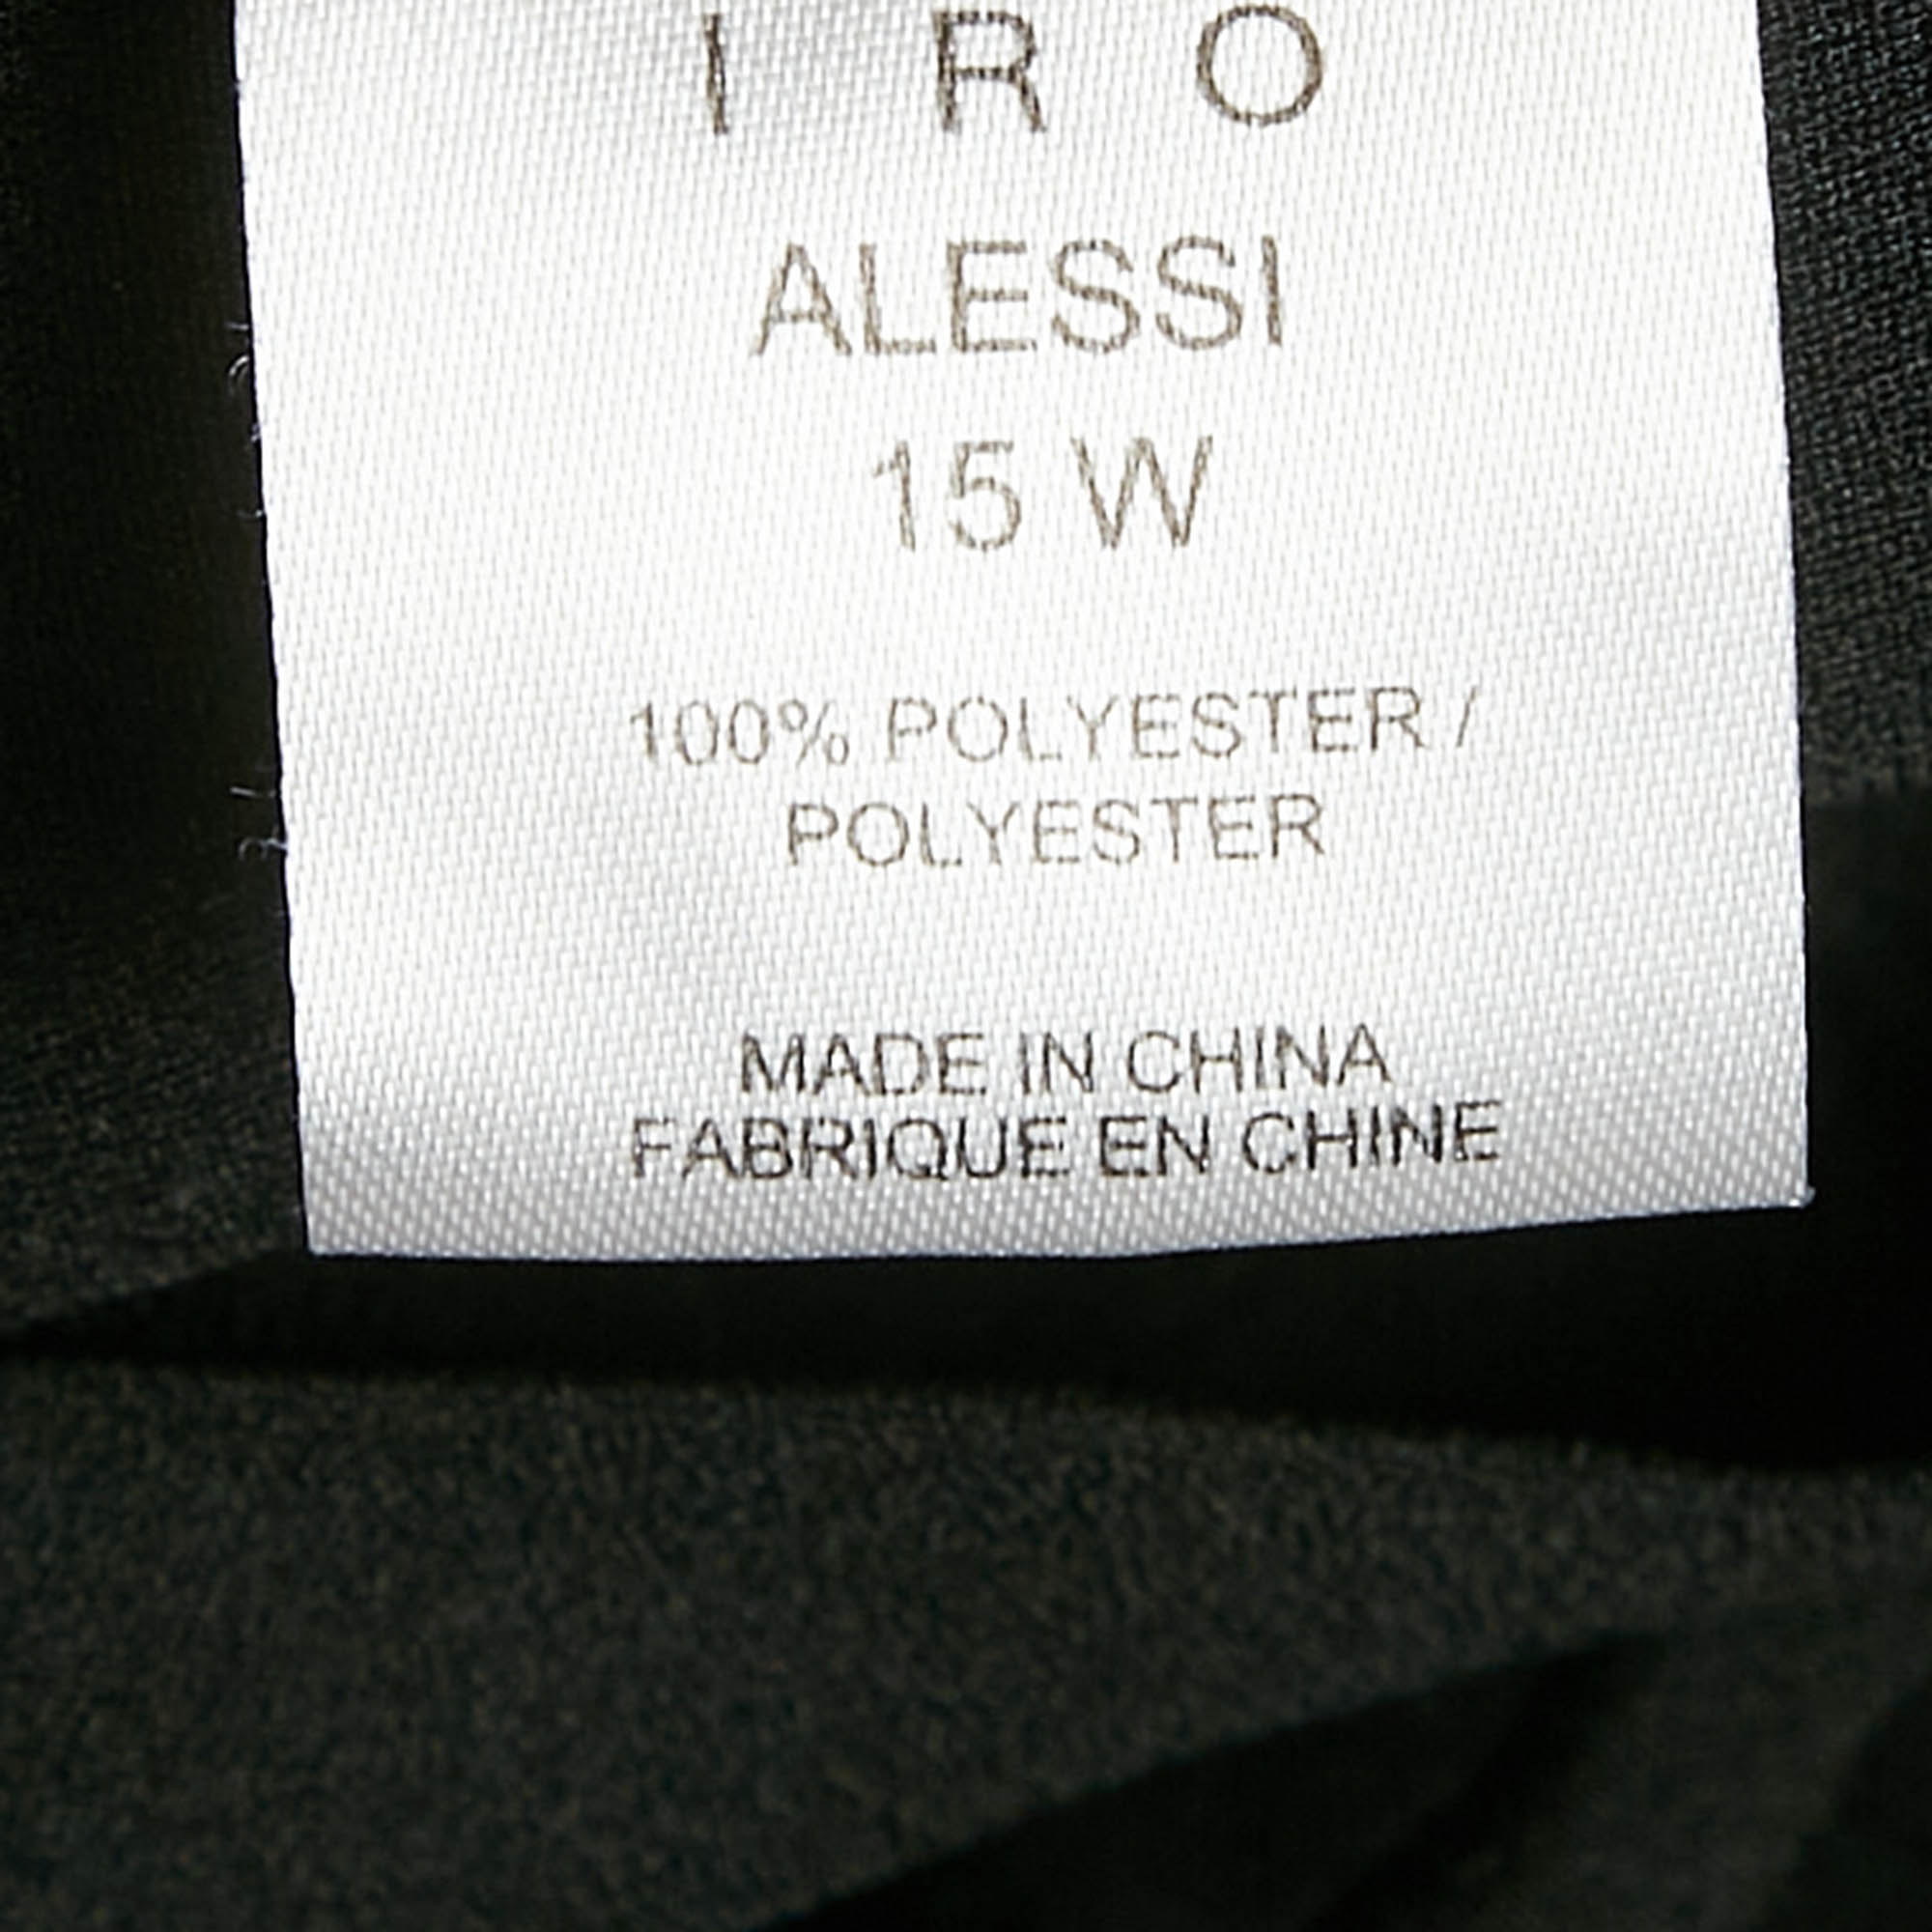 I R O
ALESSI
15 W
100% POLYESTER /
POLYESTER
MADE IN CHINA
FABRIQUE EN CHINE